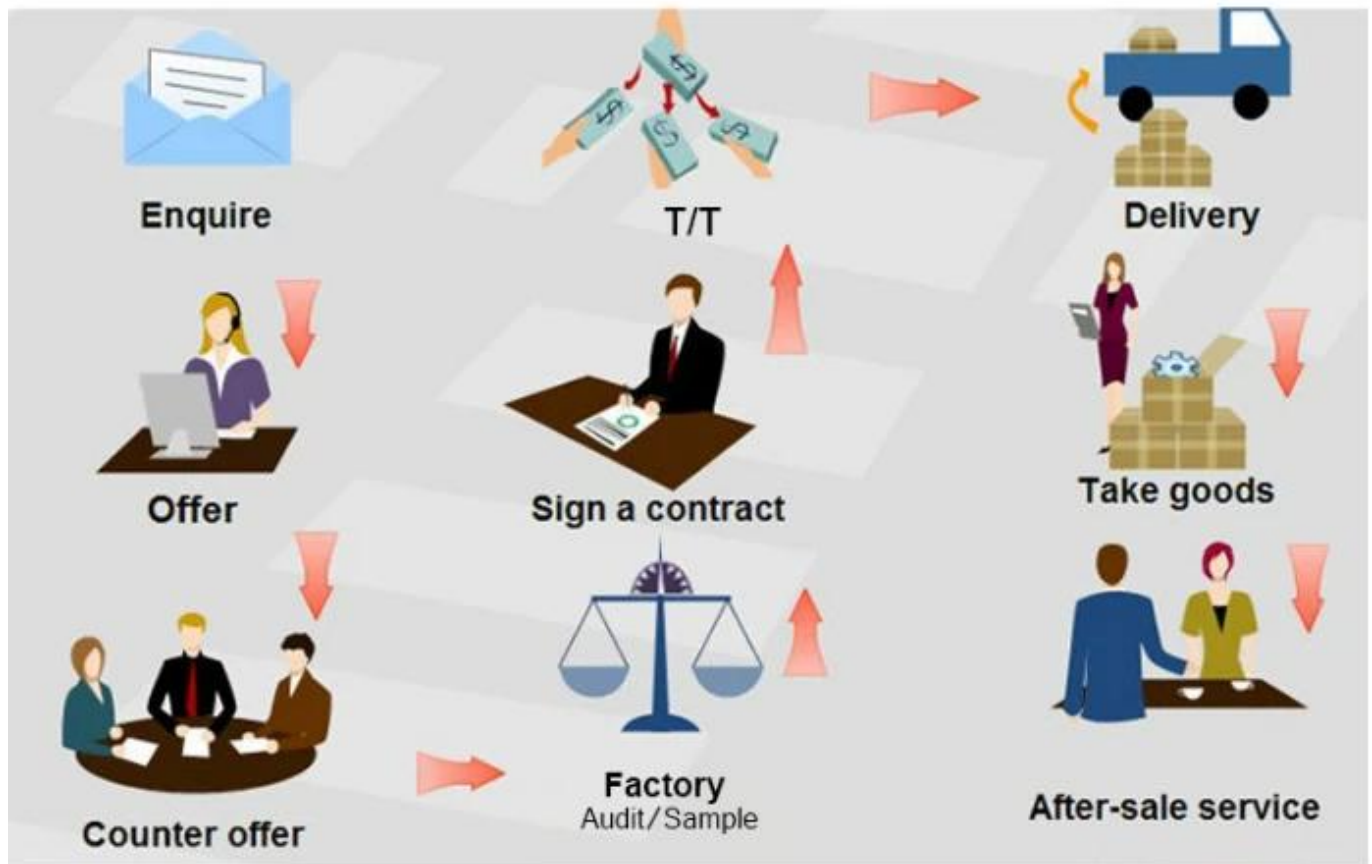 Enquire
T/T
Delivery
Offer
Sign a contract
Take goods
Counter offer
Factory
Audit/Sample
After-sale service